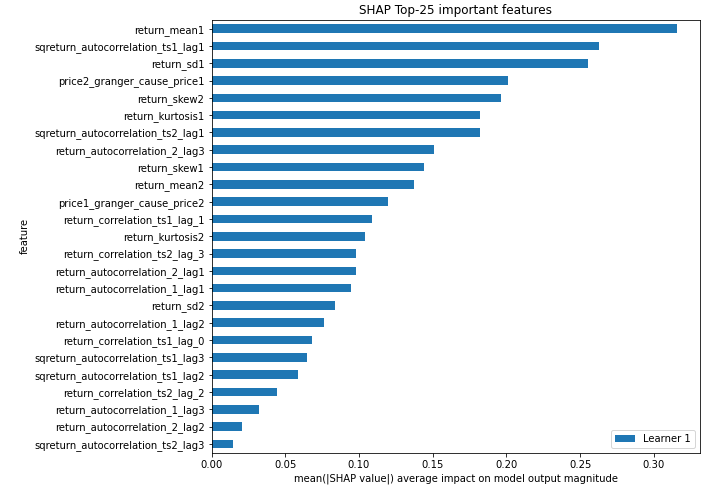 SHAP Top-25 important features
return_mean1
sqreturn_autocorrelation_ts1_lag1
return_sd1
price2_granger_cause_price1
return_skew2
return_kurtosis1
sqreturn_autocorrelation_ts2_lag1
return_autocorrelation_2_lag3
return_skew1
return_mean2
price1_granger_cause_price2
return_correlation_ts1_lag_1
return_kurtosis2
return_correlation_ts2_lag_3
return_autocorrelation_2_lag1
return_autocorrelation_1_lag1
return_sd2
return_autocorrelation_1_lag2
return_correlation_ts1_lag_0
sqreturn_autocorrelation_ts1_lag3
sqreturn_autocorrelation_ts1_lag2
return_correlation_ts2_lag_2
return_autocorrelation_1_lag3
return_autocorrelation_2_lag2
sqreturn_autocorrelation_ts2_lag3
feature
Learner 1
0.00 0.05 0.10 0.15 0.20 0.25 0.30
mean(|SHAP value|) average impact on model output magnitude